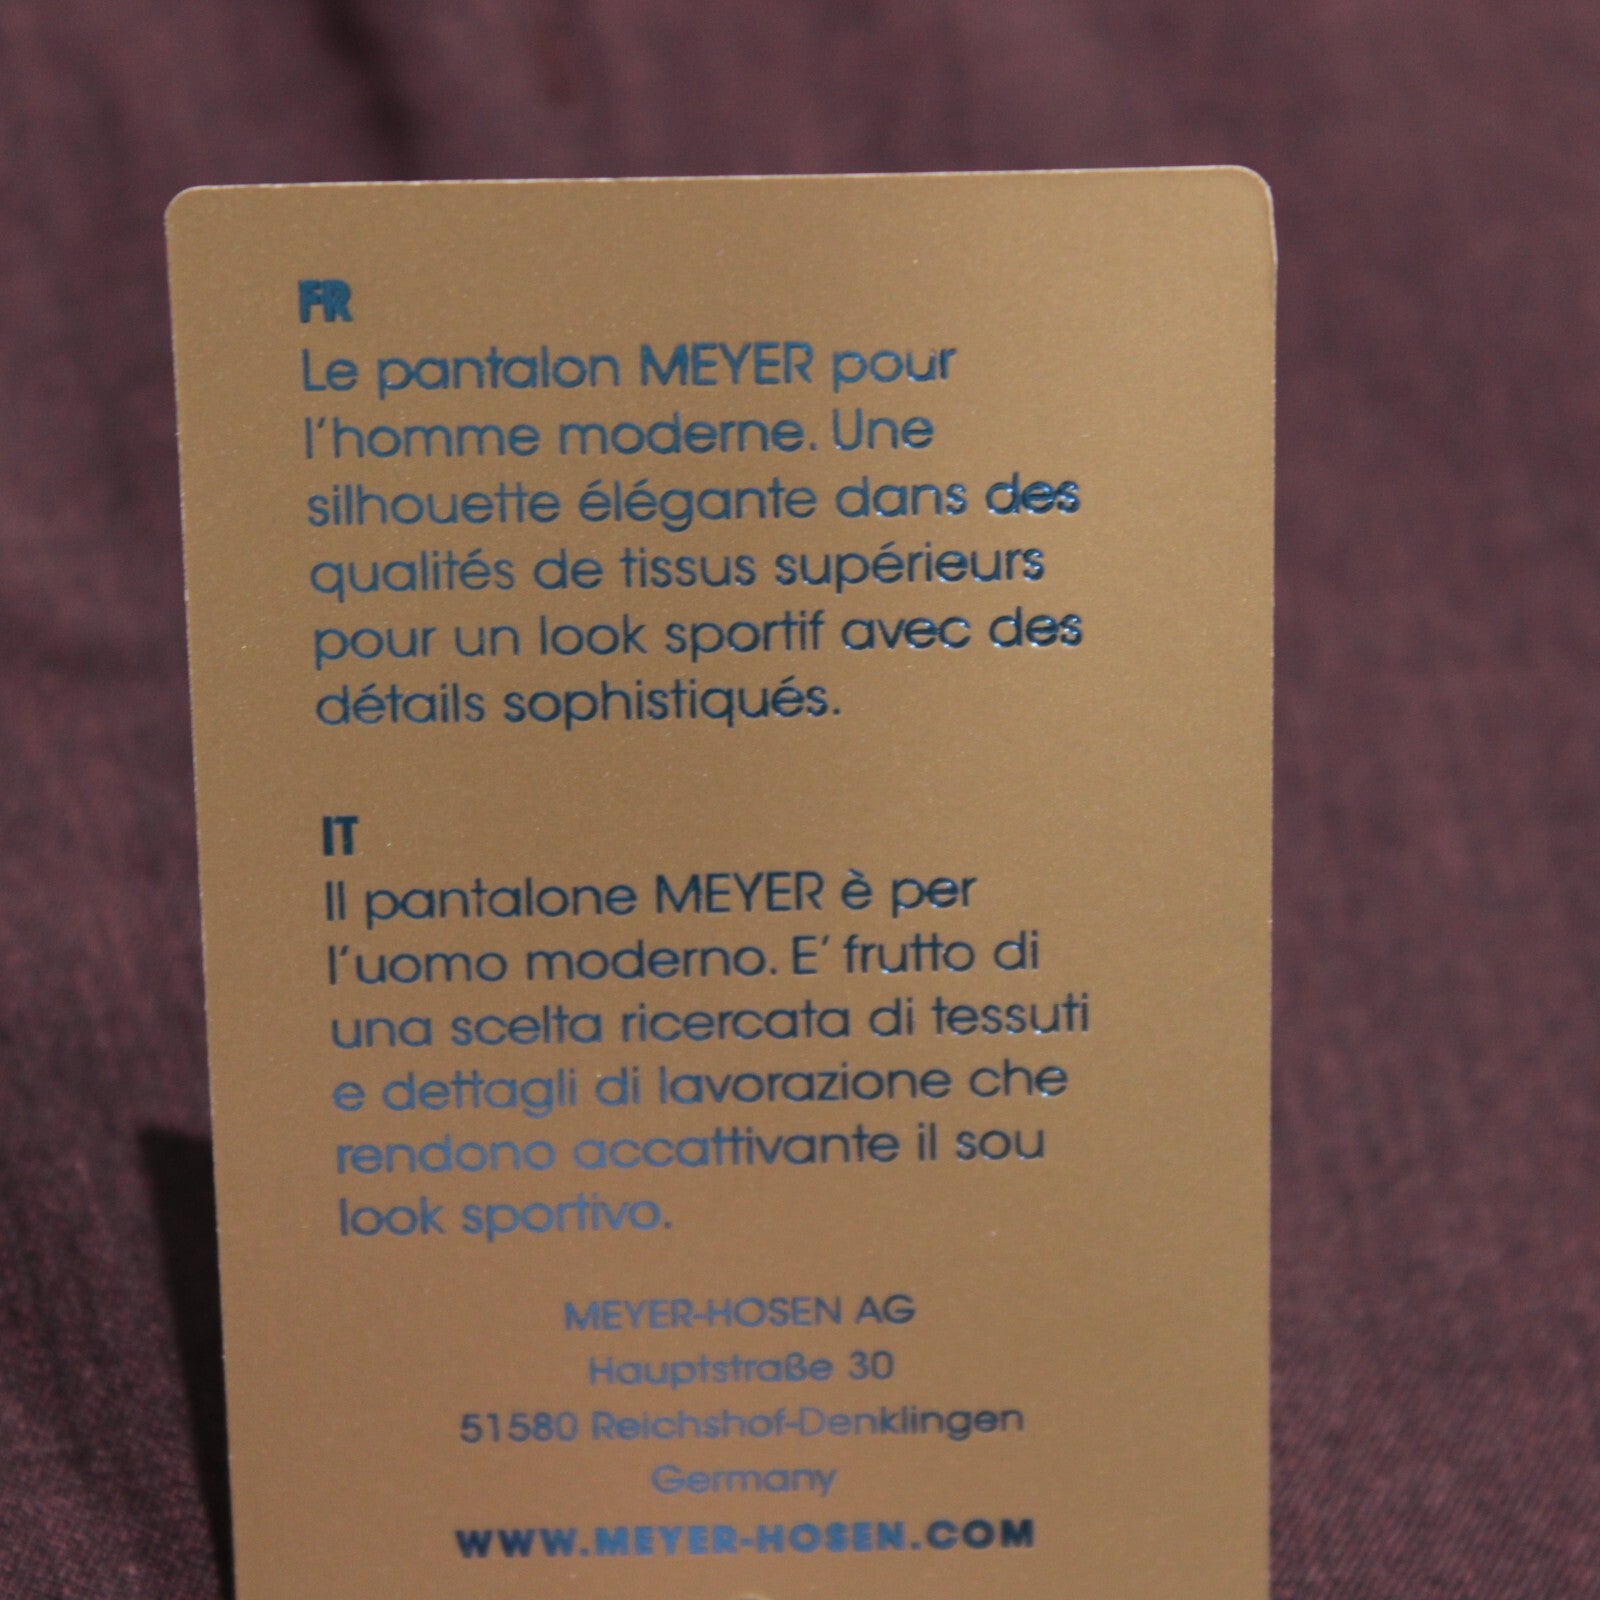 FR
Le pantalon MEYER pour
l'homme moderne. Une
silhouette élégante dans des
qualités de tissus supérieurs
pour un look sportif avec des
détails sophistiqués.
IT
Il pantalone MEYER è per
l'uomo moderno. E' frutto di
una scelta ricercata di tessuti
e dettagli di lavorazione che
rendono accattivante il sou
look sportivo.
MEYER-HOSEN AG
Hauptstraße 30
51580 Reichshof-Denklingen
Germany
WWW.MEYER-HOSEN.COM